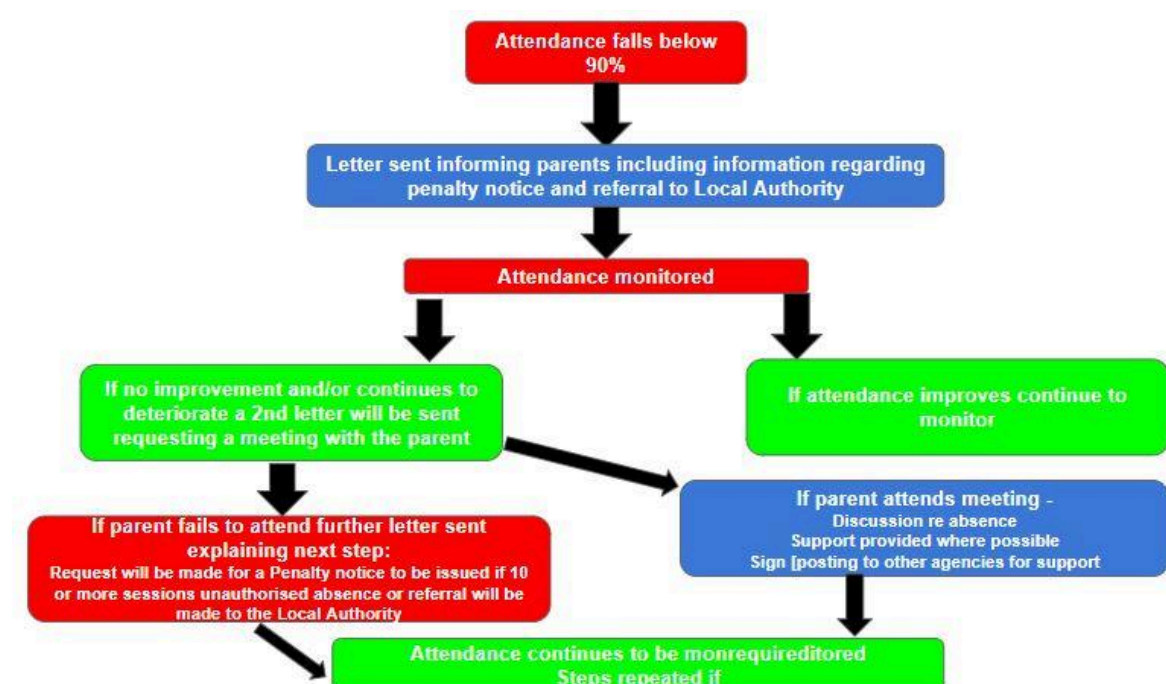 Attendance falls below
90%
Letter sent informing parents including information regarding
penalty notice and referral to Local Authority
Attendance monitored
If no improvement and/or continues to
deteriorate a 2nd letter will be sent
requesting a meeting with the parent
If attendance improves continue to
monitor
If parent attends meeting -
Discussion re absence
Support provided where possible
Sign [posting to other agencies for support
If parent fails to attend further letter sent
explaining next step:
Request will be made for a Penalty notice to be issued if 10
or more sessions unauthorised absence or referral will be
made to the Local Authority
Attendance continues to be monrequireditored
Steps repeated if